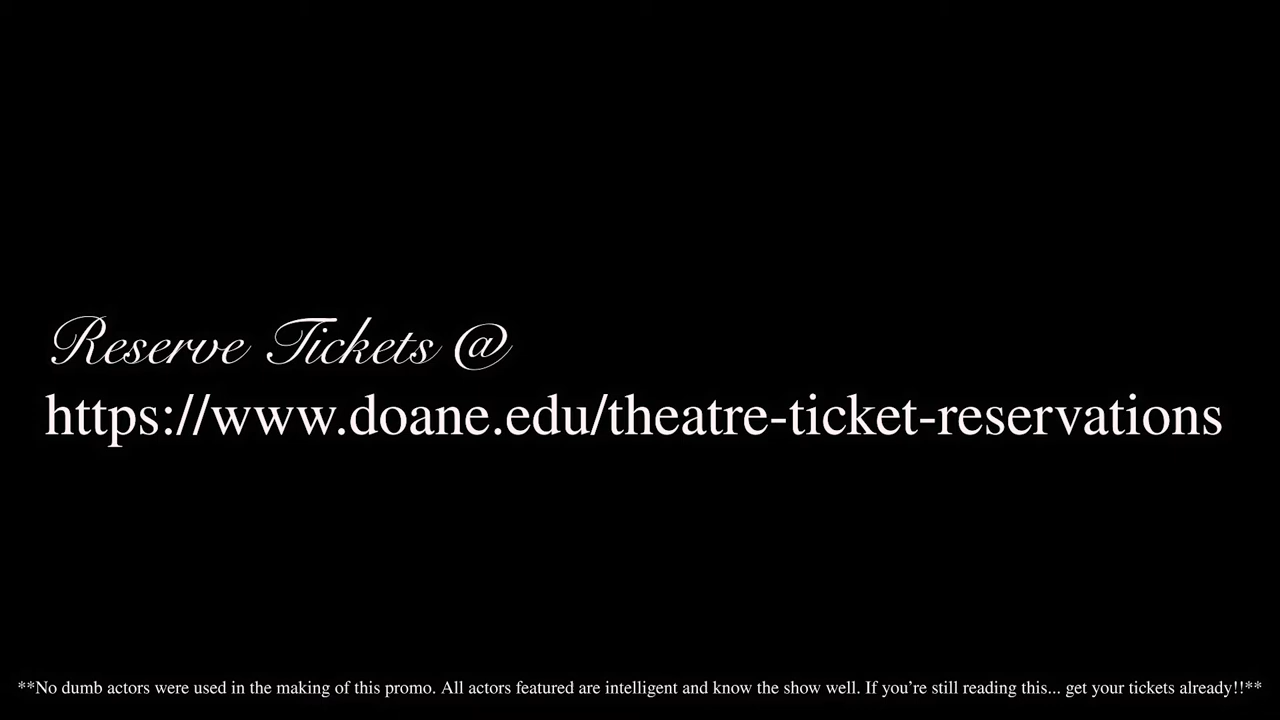 Reserve Tickets @
https://www.doane.edu/theatre-ticket-reservations
**No dumb actors were used in the making of this promo. All actors featured are intelligent and know the show well. If you’re still reading this... get your tickets already!!**